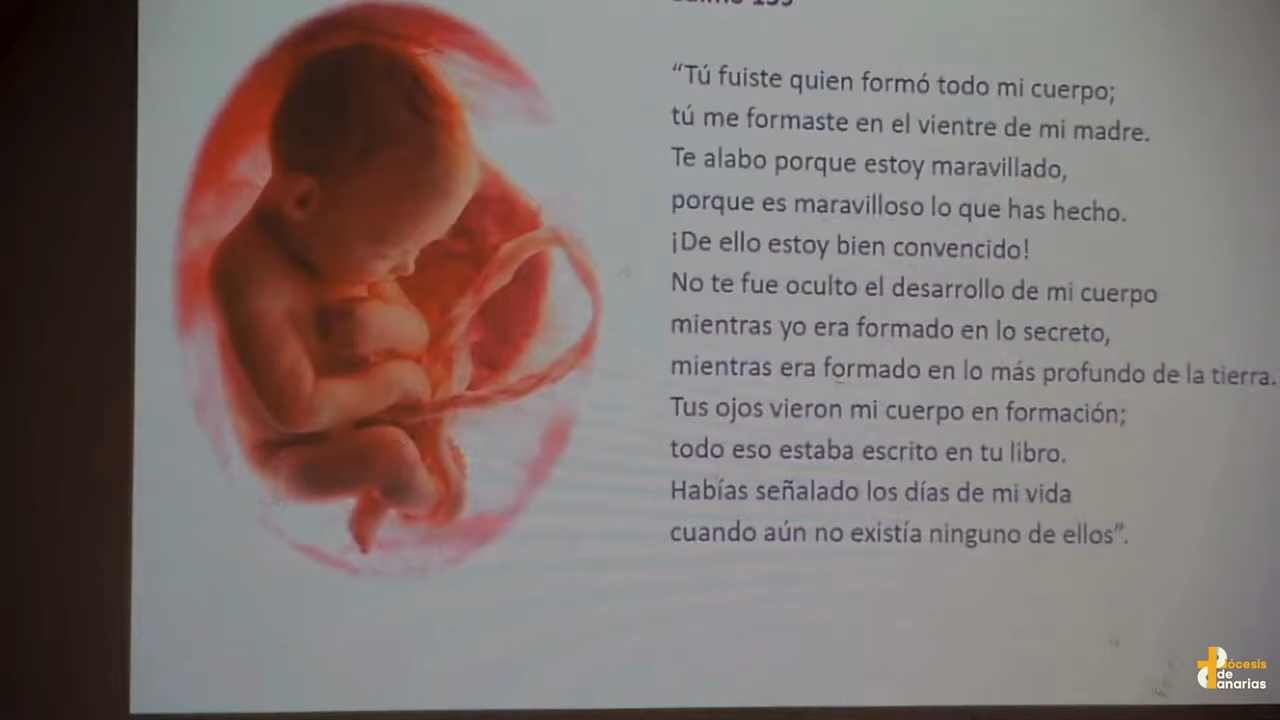 “Tú fuiste quien formó todo mi cuerpo;
tú me formaste en el vientre de mi madre.
Te alabo porque estoy maravillado,
porque es maravilloso lo que has hecho.
¡De ello estoy bien convencido!
No te fue oculto el desarrollo de mi cuerpo
mientras yo era formado en lo secreto,
mientras era formado en lo más profundo de la tierra.
Tus ojos vieron mi cuerpo en formación;
todo eso estaba escrito en tu libro.
Habías señalado los días de mi vida
cuando aún no existía ninguno de ellos”.
Diócesis
de
Canarias